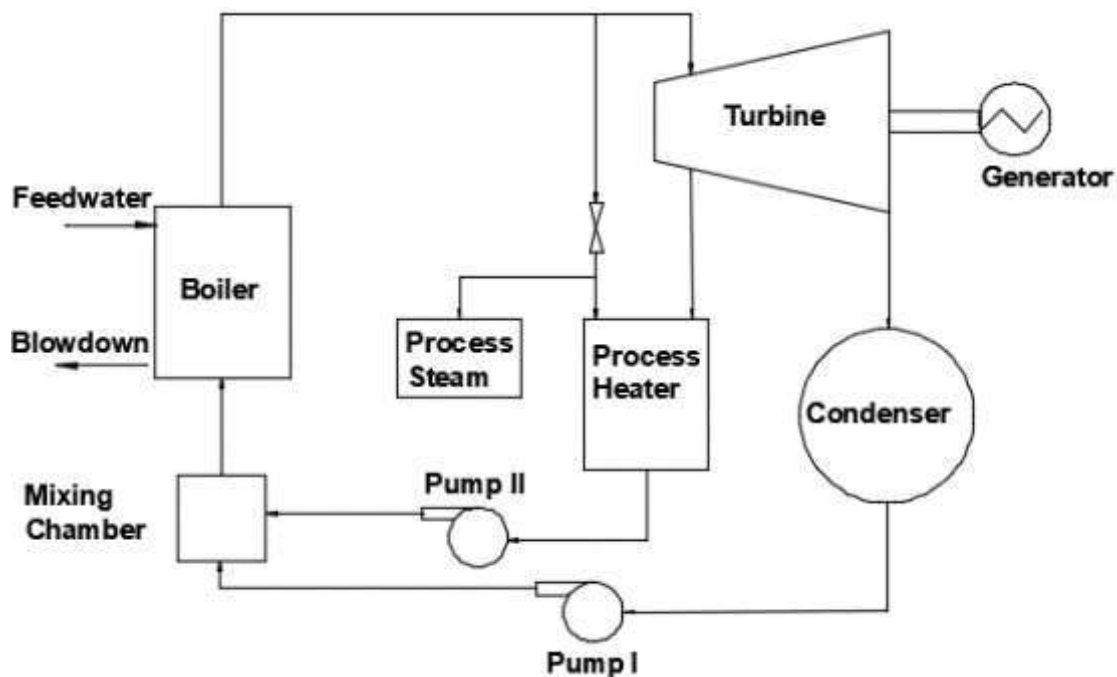 Turbine
Generator
Feedwater
Boiler
Blowdown
Process
Steam
Process
Heater
Condenser
Mixing
Chamber
Pump II
Pump I